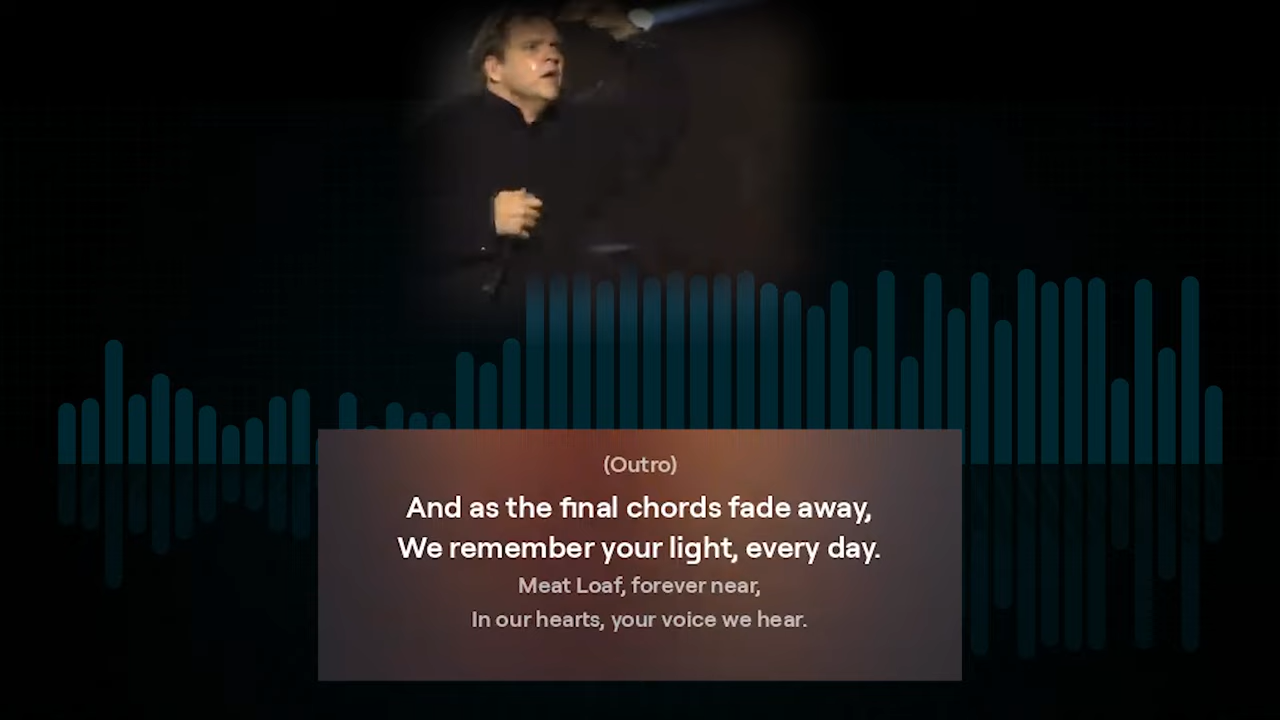 (Outro)
And as the final chords fade away,
We remember your light, every day.
Meat Loaf, forever near,
In our hearts, your voice we hear.